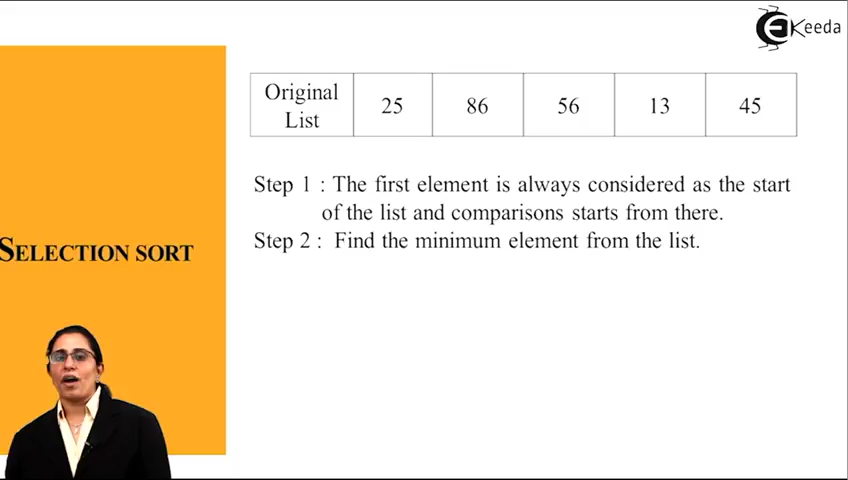 Keeda
Original List 25 86 56 13 45
Step 1 : The first element is always considered as the start
of the list and comparisons starts from there.
Step 2 : Find the minimum element from the list.
SELECTION SORT